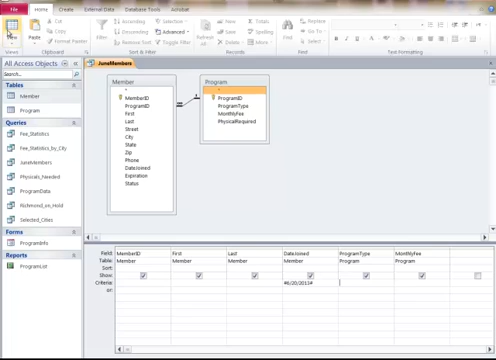 File Home Create External Data Database Tools Acrobat
View
Views
Paste
Cut
Copy
Format Painter
Clipboard
Filter
Ascending
Descending
Remove Sort
Selection
Advanced
Toggle Filter
Sort & Filter
Refresh
All
New
Save
Delete
Totals
Spelling
More
Records
Find
Replace
Go To
Select
Find
B I U
Text Formatting
All Access Objects
Search...
Tables
Member
Program
Queries
Fee_Statistics
Fee_Statistics_by_City
JuneMembers
Physicals_Needed
ProgramData
Richmond_on_Hold
Selected_Cities
Forms
ProgramInfo
Reports
ProgramList
JuneMembers
Member
*
MemberID
ProgramID
First
Last
Street
City
State
Zip
Phone
DateJoined
Expiration
Status
Program
*
ProgramID
ProgramType
MonthlyFee
PhysicalRequired
Field: MemberID First Last DateJoined ProgramType MonthlyFee
Table: Member Member Member Member Program Program
Sort:
Show:
Criteria: #6/20/2011#
or: